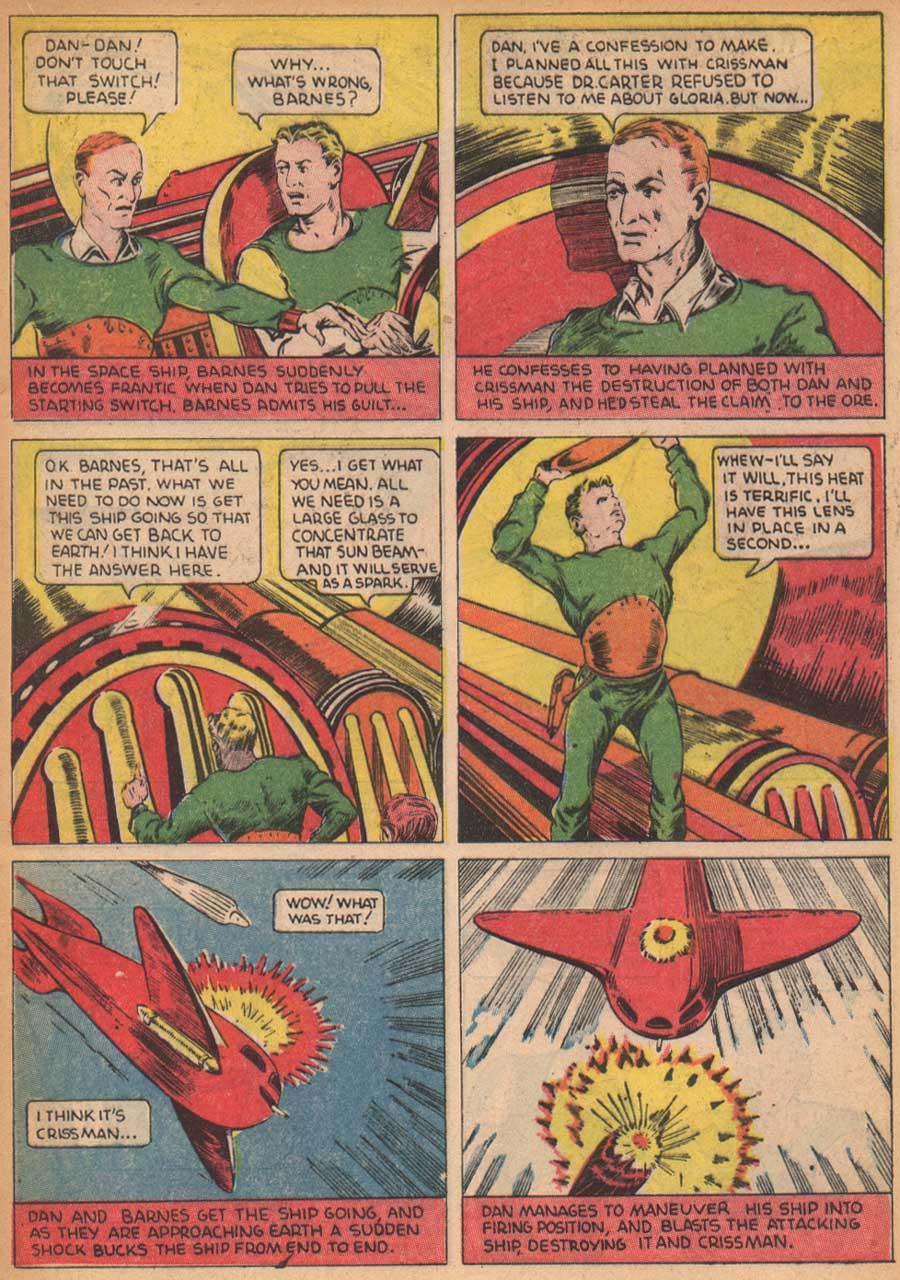 DAN-DAN!
DON'T TOUCH
THAT SWITCH!
PLEASE!
WHY...
WHAT'S WRONG,
BARNES?
IN THE SPACE SHIP, BARNES SUDDENLY
BECOMES FRANTIC WHEN DAN TRIES TO PULL THE
STARTING SWITCH. BARNES ADMITS HIS GUILT...
DAN, I'VE A CONFESSION TO MAKE.
I PLANNED ALL THIS WITH CRISSMAN
BECAUSE DR. CARTER REFUSED TO
LISTEN TO ME ABOUT GLORIA. BUT NOW...
HE CONFESSES TO HAVING PLANNED WITH
CRISSMAN THE DESTRUCTION OF BOTH DAN AND
HIS SHIP, AND HE'D STEAL THE CLAIM TO THE ORE.
O.K. BARNES, THAT'S ALL
IN THE PAST. WHAT WE
NEED TO DO NOW IS GET
THIS SHIP GOING SO THAT
WE CAN GET BACK TO
EARTH! I THINK I HAVE
THE ANSWER HERE.
YES...I GET WHAT
YOU MEAN. ALL
WE NEED IS A
LARGE GLASS TO
CONCENTRATE
THAT SUN BEAM-
AND IT WILL SERVE
AS A SPARK.
WHEW-I'LL SAY
IT WILL, THIS HEAT
IS TERRIFIC. I'LL
HAVE THIS LENS
IN PLACE IN A
SECOND...
WOW! WHAT
WAS THAT!
I THINK IT'S
CRISSMAN...
DAN AND BARNES GET THE SHIP GOING, AND
AS THEY ARE APPROACHING EARTH A SUDDEN
SHOCK BUCKS THE SHIP FROM END TO END.
DAN MANAGES TO MANEUVER HIS SHIP INTO
FIRING POSITION, AND BLASTS THE ATTACKING
SHIP, DESTROYING IT AND CRISSMAN.